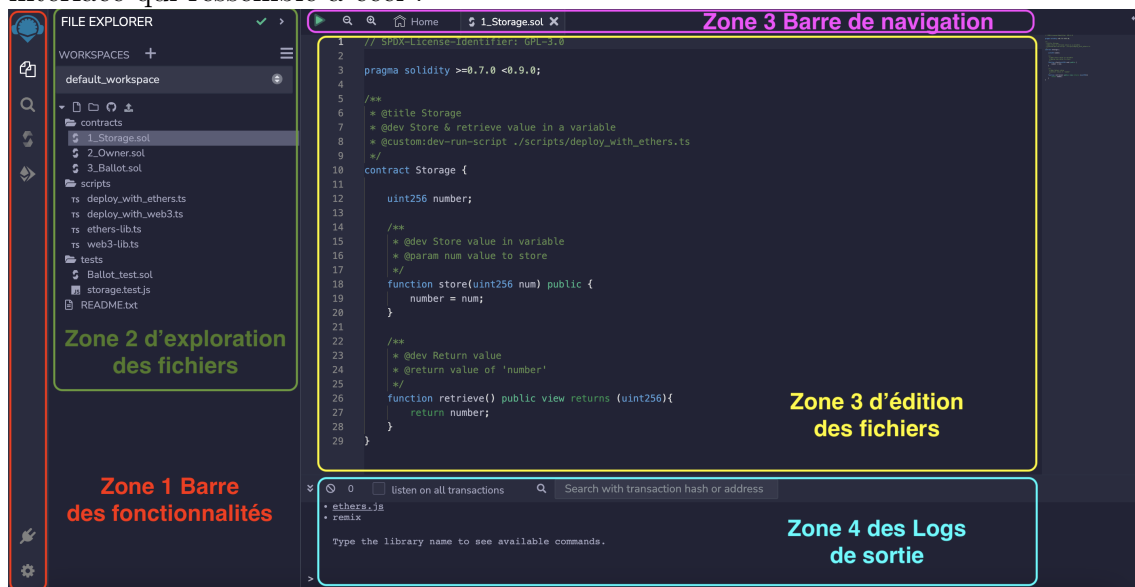 FILE EXPLORER
WORKSPACES +
default_workspace
contracts
1_Storage.sol
2_Owner.sol
3_Ballot.sol
scripts
TS deploy_with_ethers.ts
TS deploy_with_web3.ts
TS ethers-lib.ts
TS web3-lib.ts
tests
Ballot_test.sol
JS storage.test.js
README.txt
Zone 2 d'exploration
des fichiers
Zone 1 Barre
des fonctionnalités
Home 1_Storage.sol
Zone 3 Barre de navigation
1 // SPDX-License-Identifier: GPL-3.0
2
3 pragma solidity >=0.7.0 <0.9.0;
4
5 /**
6 * @title Storage
7 * @dev Store & retrieve value in a variable
8 * @custom:dev-run-script ./scripts/deploy_with_ethers.ts
9 */
10 contract Storage {
11
12 uint256 number;
13
14 /**
15 * @dev Store value in variable
16 * @param num value to store
17 */
18 function store(uint256 num) public {
19 number = num;
20 }
21
22 /**
23 * @dev Return value
24 * @return value of 'number'
25 */
26 function retrieve() public view returns (uint256){
27 return number;
28 }
29 }
Zone 3 d'édition
des fichiers
0 listen on all transactions Search with transaction hash or address
• ethers.js
• remix
Type the library name to see available commands.
>
Zone 4 des Logs
de sortie